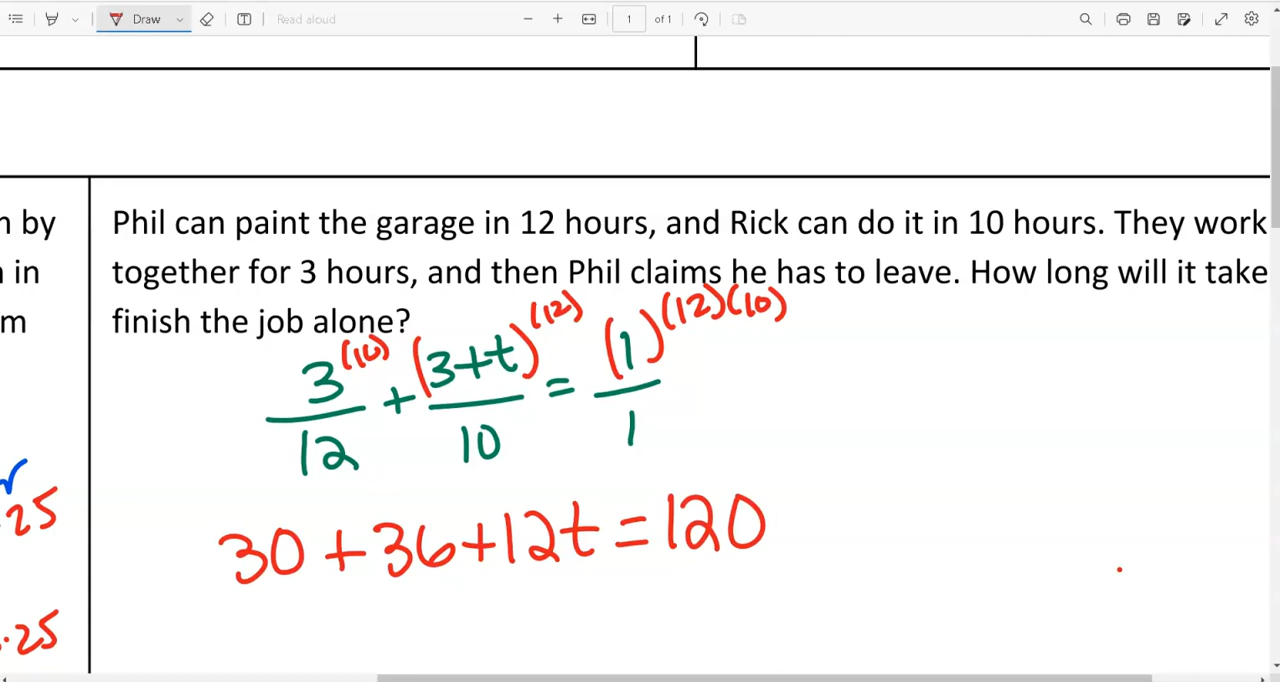 Draw
Read aloud
1 of 1
n by
Phil can paint the garage in 12 hours, and Rick can do it in 10 hours. They work
in
together for 3 hours, and then Phil claims he has to leave. How long will it take
m
finish the job alone?
3(10) + (3+t)(12) = (1)(12)(10)
12 10 1
30 + 36 + 12t = 120
.25
.25